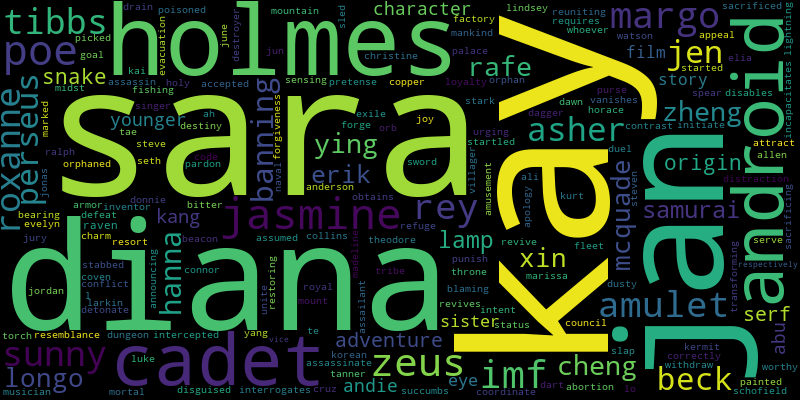 drain
poisoned
mountain
sled
character
lindsey
reuniting
sacrificed
tibbs
picked
holmes
destroyer
june
factory
requires
margo
watson
appeal
poe
goal
evacuation
jun
christine
mankind
whoever
film
jen
started
elia
snake
kai
assassin
holy
accepted
sensing
pretense
copper
palace
rafe
story
spear
disables
android
incapacitates
lightning
midst
fishing
banning
loyalty
orphan
roxanne
perseus
marked
sara
singer
exile
joy
stark
dawn
vanishes
purse
zheng
attract
younger
ah
forgiveness
forge
orb
urging
dagger
horace
contrast
initiate
tae
destiny
ying
startled
asher
duel
allen
ralph
steve
cope
sword
villager
kay
origin
orphaned
seth
pardon
erik
amusement
ali
mcquade
steven
distraction
jonas
donnie
naval
anderson
obtains
apology
kurt
samurai
serve
armor
inventor
bitter
jasmine
rey
sacrificing
bearing
defeat
kang
evelyn
raven
hanna
refuge
lamp
revive
fleet
jan
jury
charm
beacon
assumed
collins
theodore
xin
transforming
respectively
diana
resort
announcing
restoring
madeline
punish
marissa
stabbed
coven
connor
tribe
throne
dusty
conflict
l
jordan
unite
royal
assailant
blaming
amulet
larkin
mount
revives
intent
serf
detonate
sister
status
council
abu
torch
resemblance
dungeon
intercepted
yang
te
adventure
slap
kermit
sunny
cadet
luke
vice
korean
zeus
imf
cheng
correctly
withdraw
worthy
longo
assassinate
tanner
andie
eye
beck
painted
musician
mortal
disguised
interrogates
cruz
succumbs
dart
coordinate
abortion
lo
schofield